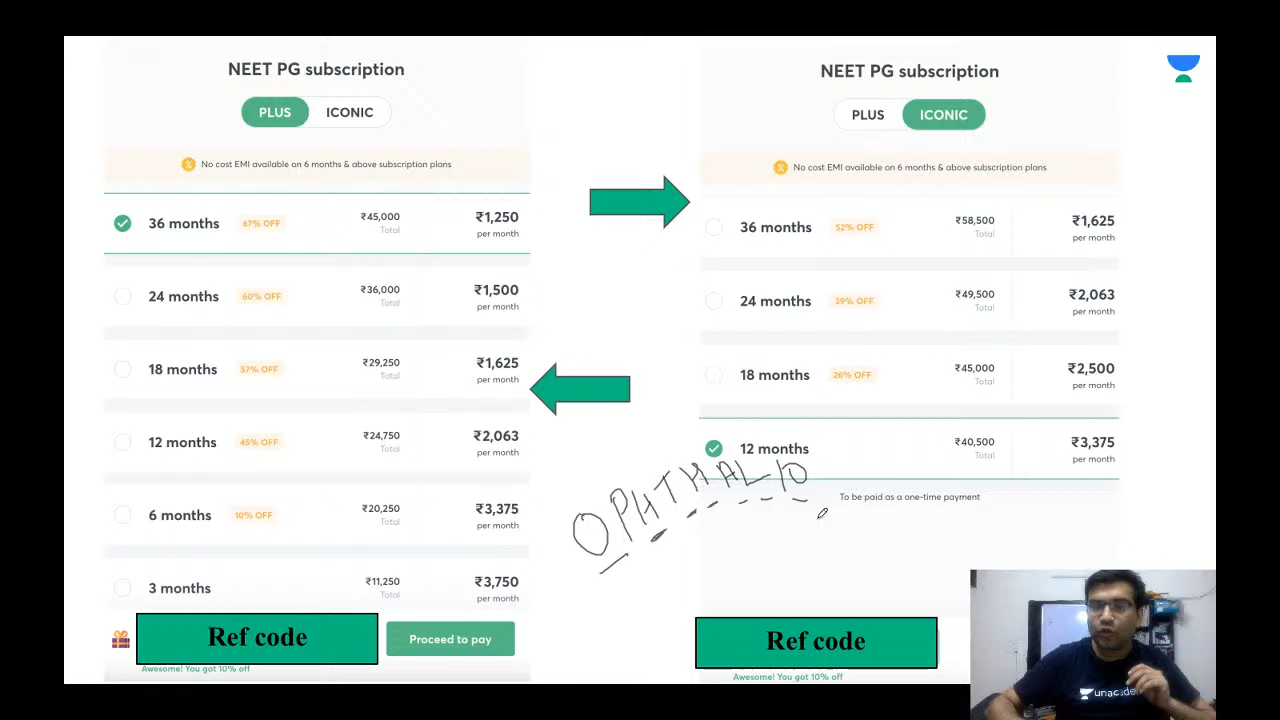 NEET PG subscription
PLUS ICONIC
No cost EMI available on 6 months & above subscription plans
36 months 67% OFF ₹45,000 Total ₹1,250 per month
24 months 60% OFF ₹36,000 Total ₹1,500 per month
18 months 57% OFF ₹29,250 Total ₹1,625 per month
12 months 45% OFF ₹24,750 Total ₹2,063 per month
6 months 10% OFF ₹20,250 Total ₹3,375 per month
3 months ₹11,250 Total ₹3,750 per month
Ref code Proceed to pay
Awesome! You got 10% off
OPHTHAL10
NEET PG subscription
PLUS ICONIC
No cost EMI available on 6 months & above subscription plans
36 months 52% OFF ₹58,500 Total ₹1,625 per month
24 months 39% OFF ₹49,500 Total ₹2,063 per month
18 months 26% OFF ₹45,000 Total ₹2,500 per month
12 months ₹40,500 Total ₹3,375 per month
To be paid as a one-time payment
Ref code
Awesome! You got 10% off